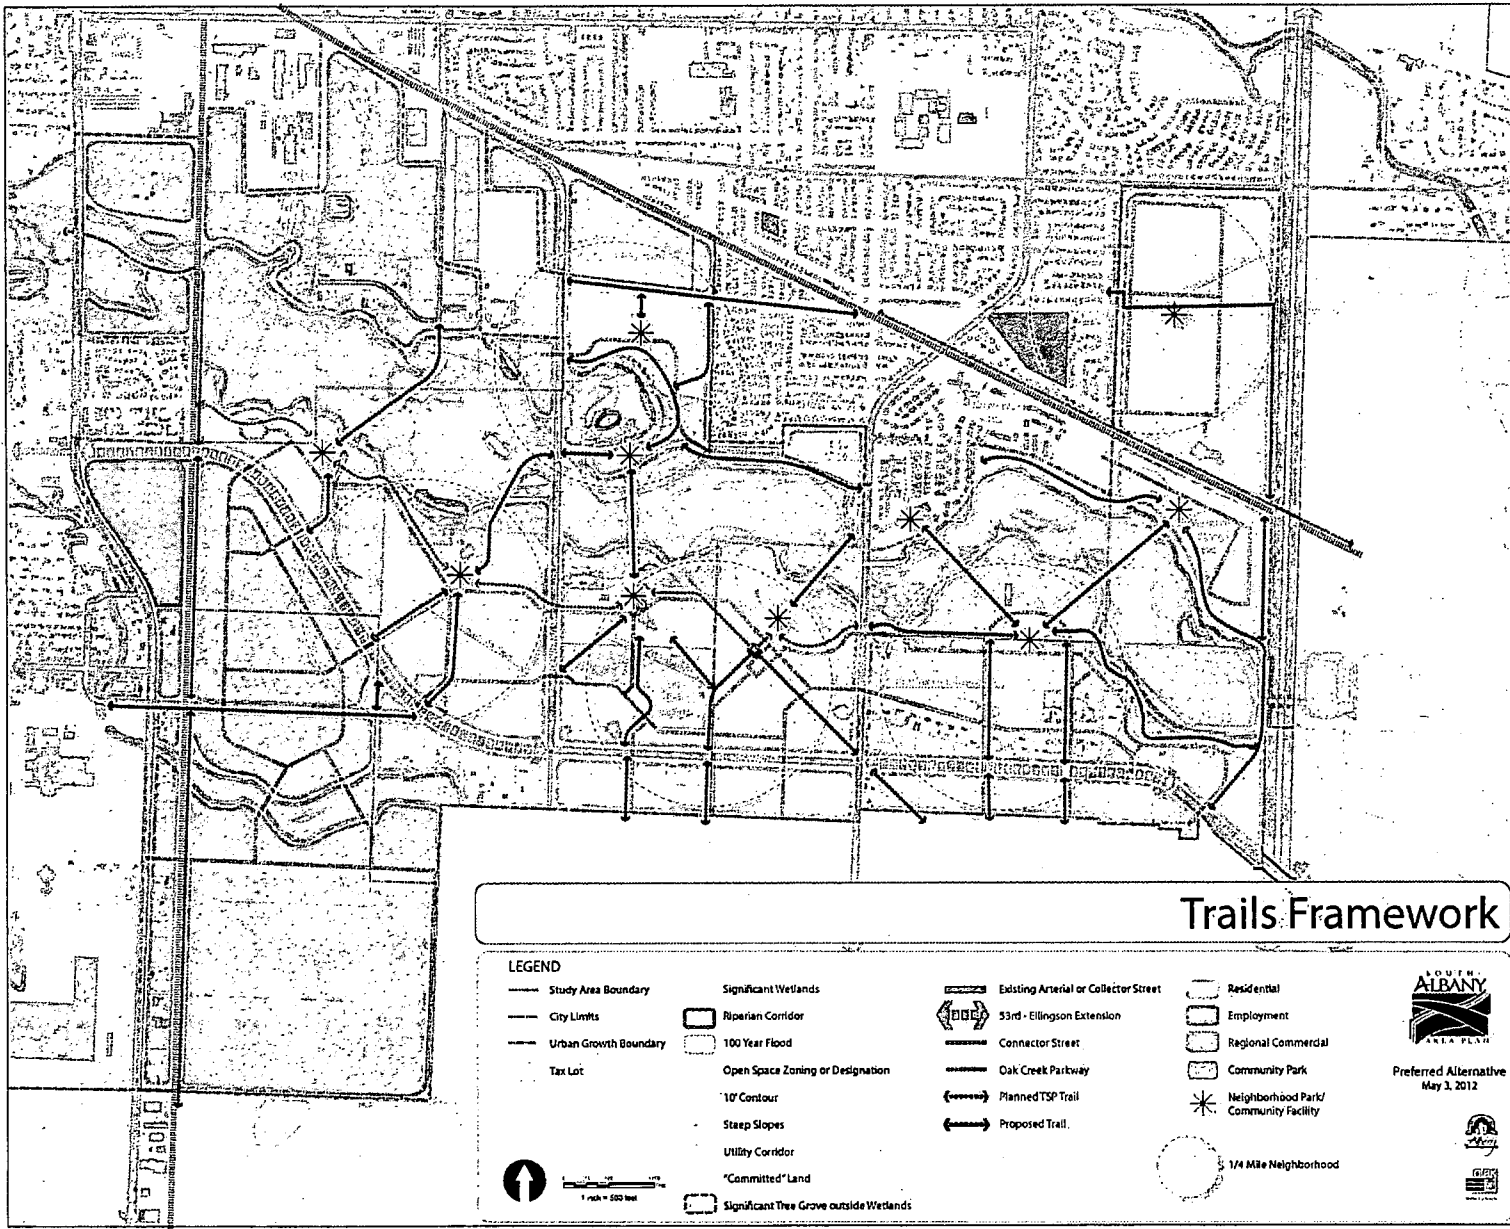 Trails Framework
LEGEND
Study Area Boundary
City Limits
Urban Growth Boundary
Tax Lot
Significant Wetlands
Riparian Corridor
100 Year Flood
Open Space Zoning or Designation
10' Contour
Steep Slopes
Utility Corridor
"Committed" Land
Significant Tree Grove outside Wetlands
Existing Arterial or Collector Street
53rd - Ellingson Extension
Connector Street
Oak Creek Parkway
Planned TSP Trail
Proposed Trail
Residential
Employment
Regional Commercial
Community Park
Neighborhood Park/
Community Facility
1/4 Mile Neighborhood
SOUTH
ALBANY
AREA PLAN
Preferred Alternative
May 3, 2012
Albany
1 inch = 500 feet